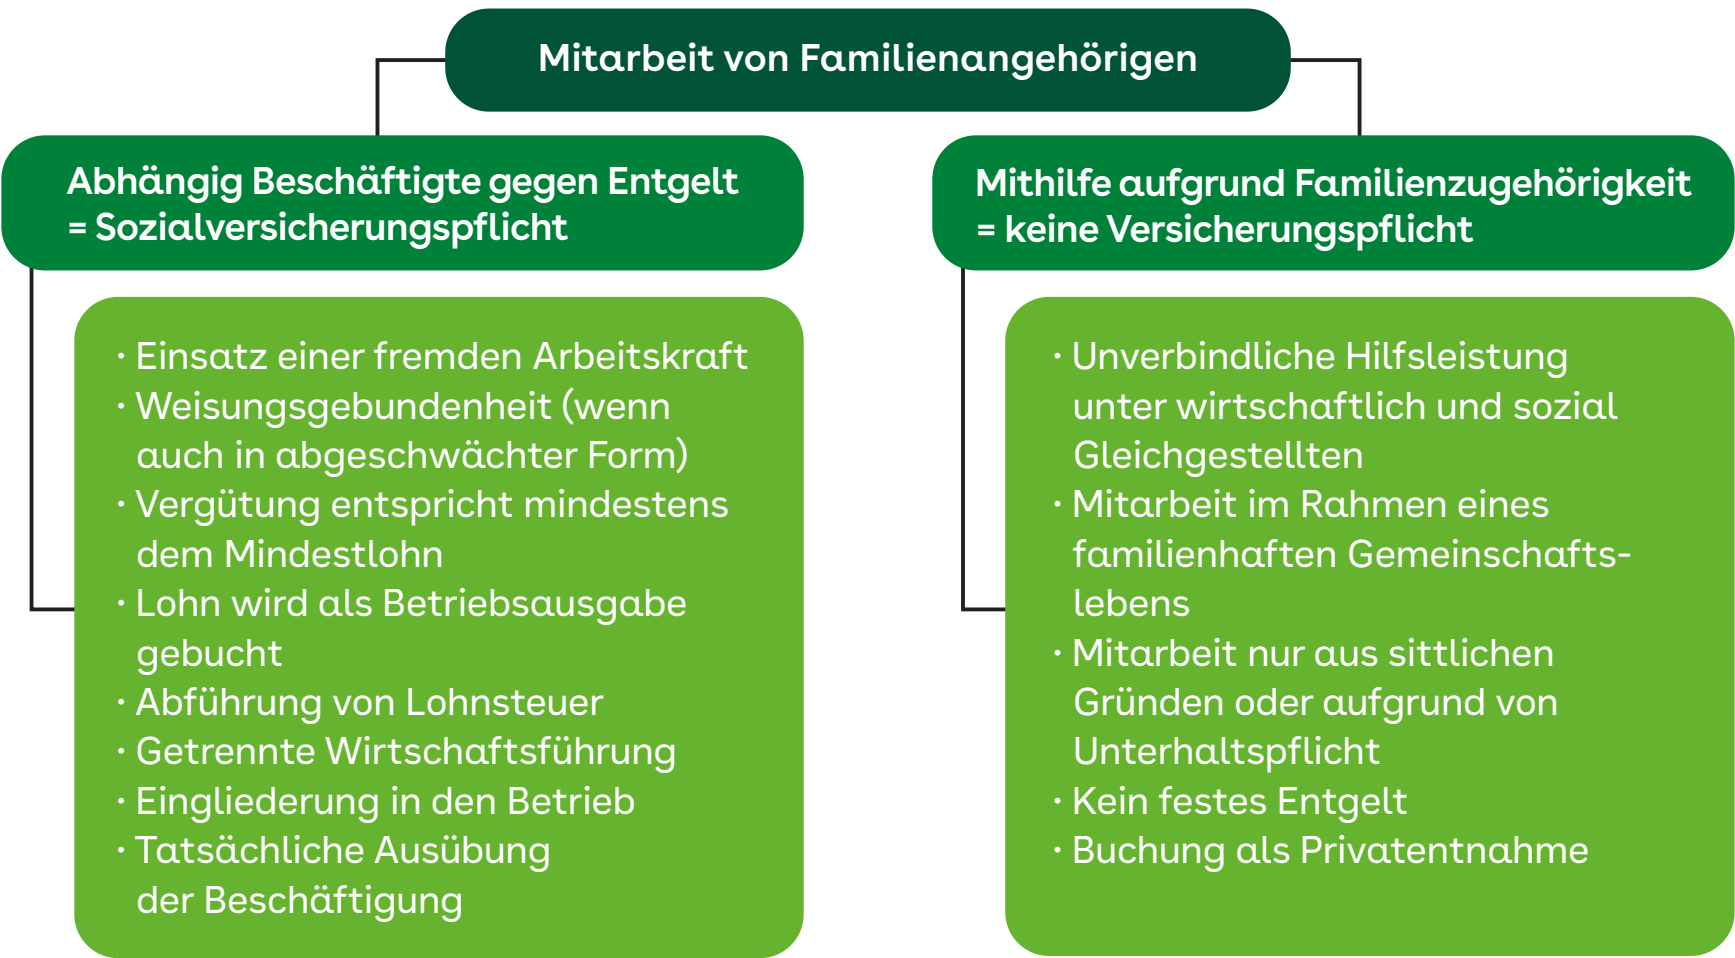 Mitarbeit von Familienangehörigen
Abhängig Beschäftigte gegen Entgelt
= Sozialversicherungspflicht
· Einsatz einer fremden Arbeitskraft
· Weisungsgebundenheit (wenn
auch in abgeschwächter Form)
· Vergütung entspricht mindestens
dem Mindestlohn
· Lohn wird als Betriebsausgabe
gebucht
· Abführung von Lohnsteuer
· Getrennte Wirtschaftsführung
· Eingliederung in den Betrieb
· Tatsächliche Ausübung
der Beschäftigung
Mithilfe aufgrund Familienzugehörigkeit
= keine Versicherungspflicht
· Unverbindliche Hilfsleistung
unter wirtschaftlich und sozial
Gleichgestellten
· Mitarbeit im Rahmen eines
familienhaften Gemeinschafts-
lebens
· Mitarbeit nur aus sittlichen
Gründen oder aufgrund von
Unterhaltspflicht
· Kein festes Entgelt
· Buchung als Privatentnahme